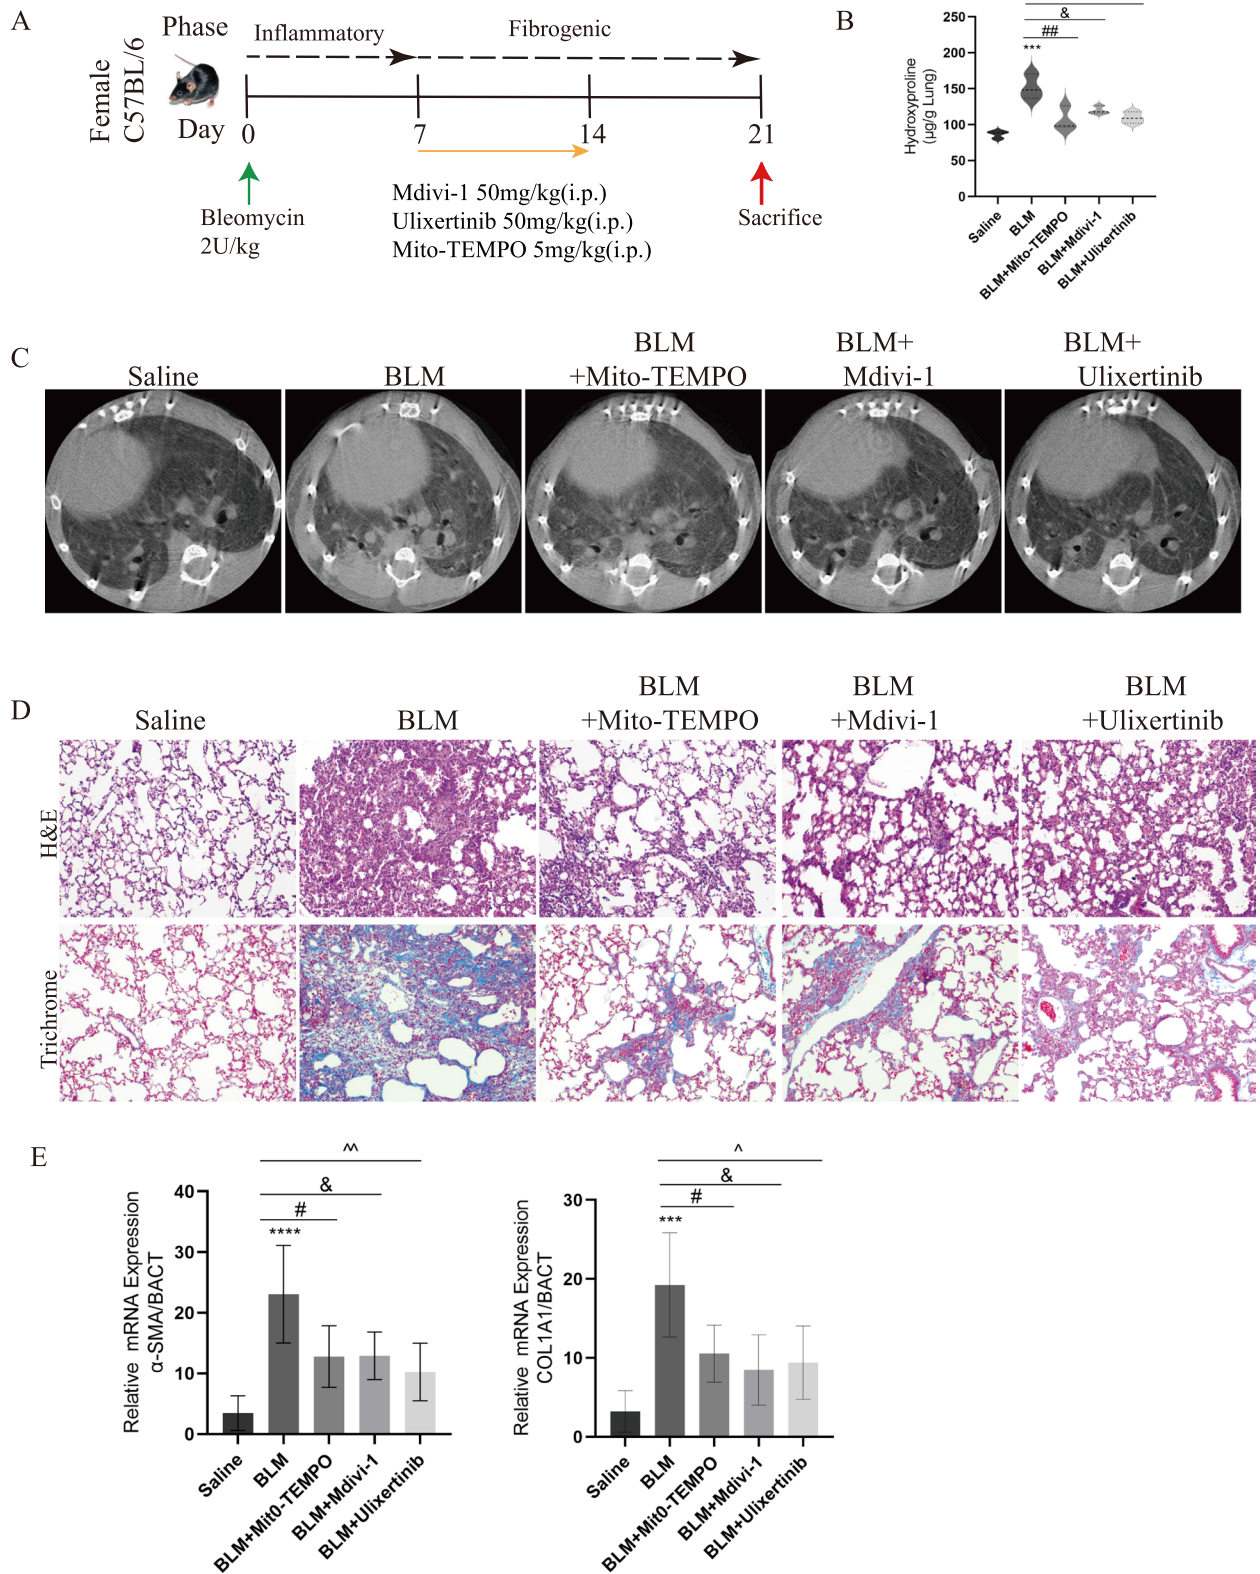 A
Female
C57BL/6
Phase
Inflammatory
Fibrogenic
Day
0
7
14
21
Bleomycin
2U/kg
Mdivi-1 50mg/kg(i.p.)
Ulixertinib 50mg/kg(i.p.)
Mito-TEMPO 5mg/kg(i.p.)
Sacrifice
B
Hydroxyproline
(μg/g Lung)
250
200
150
100
50
0
&
##
***
Saline
BLM
BLM+Mito-TEMPO
BLM+Mdivi-1
BLM+Ulixertinib
C
Saline
BLM
BLM
+Mito-TEMPO
BLM+
Mdivi-1
BLM+
Ulixertinib
D
Saline
BLM
BLM
+Mito-TEMPO
BLM
+Mdivi-1
BLM
+Ulixertinib
H&E
Trichrome
E
Relative mRNA Expression
α-SMA/BACT
40
30
20
10
0
^^
&
#
****
Saline
BLM
BLM+Mit0-TEMPO
BLM+Mdivi-1
BLM+Ulixertinib
Relative mRNA Expression
COL1A1/BACT
30
20
10
0
^
&
#
***
Saline
BLM
BLM+Mit0-TEMPO
BLM+Mdivi-1
BLM+Ulixertinib